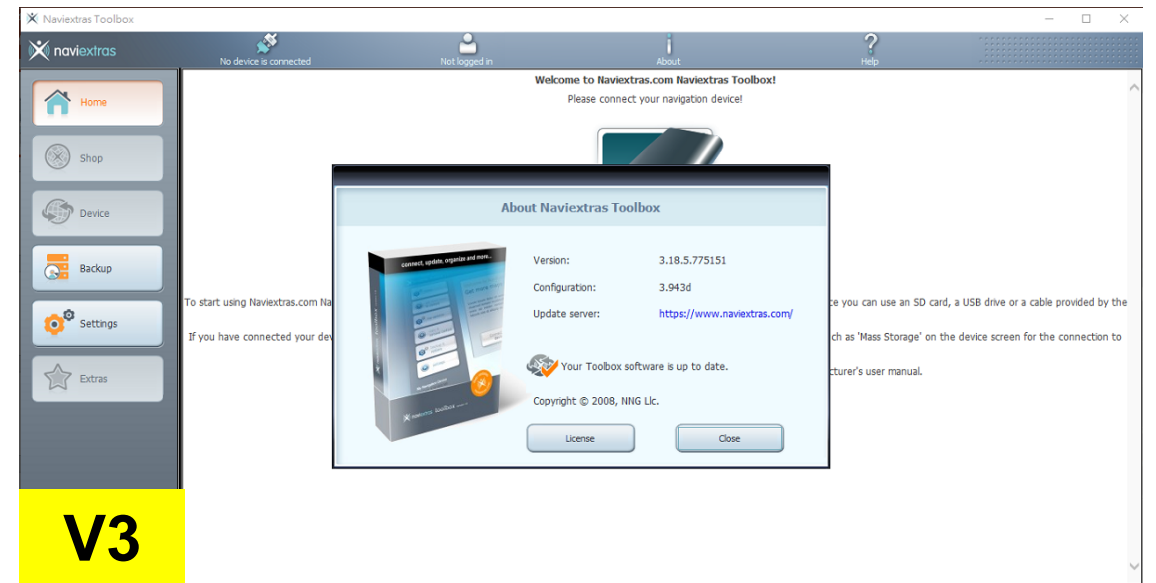 Naviextras Toolbox
naviextras
No device is connected
Not logged in
About
Help
Home
Shop
Device
Backup
Settings
Extras
Welcome to Naviextras.com Naviextras Toolbox!
Please connect your navigation device!
About Naviextras Toolbox
connect, update, organize and more...
Version: 3.18.5.775151
Configuration: 3.943d
Update server: https://www.naviextras.com/
Your Toolbox software is up to date.
Copyright © 2008, NNG Llc.
License
Close
To start using Naviextras.com Na
ce you can use an SD card, a USB drive or a cable provided by the
If you have connected your dev
ch as 'Mass Storage' on the device screen for the connection to
cturer's user manual.
V3